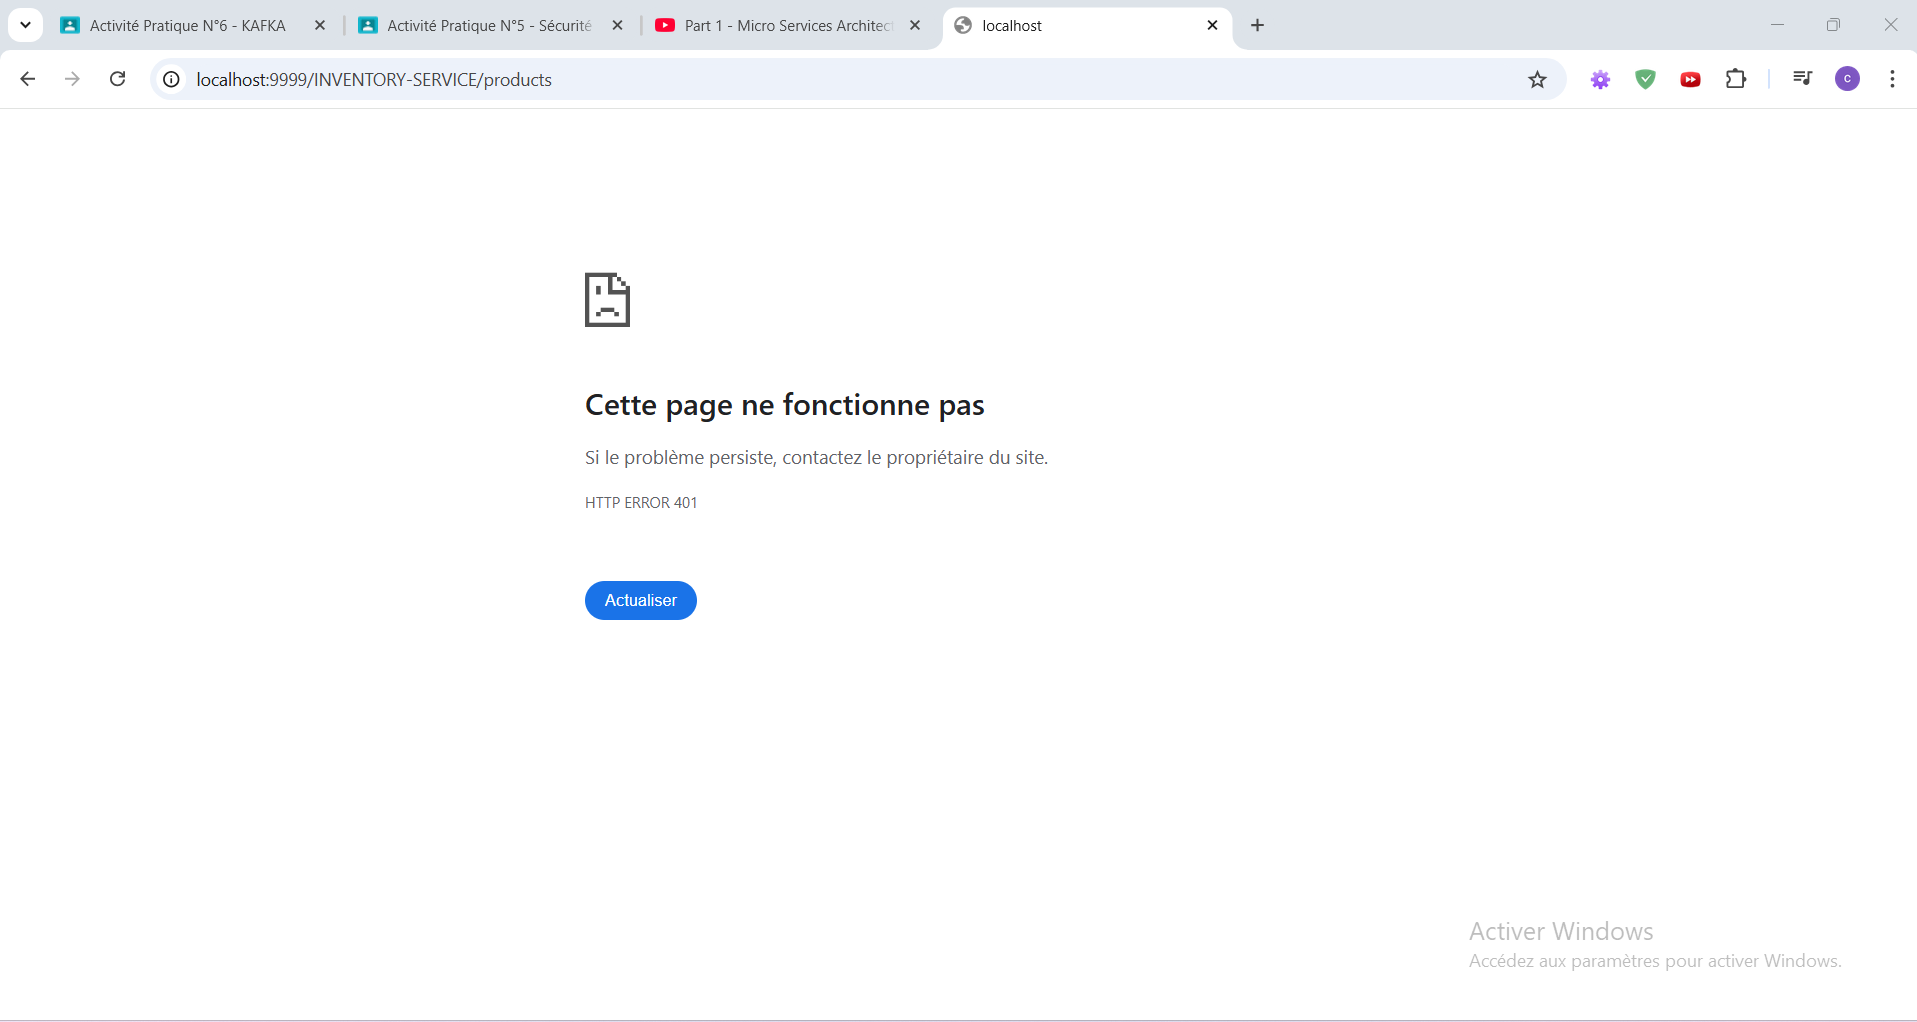 Activité Pratique N°6 - KAFKA
Activité Pratique N°5 - Sécurité
Part 1 - Micro Services Architect
localhost
localhost:9999/INVENTORY-SERVICE/products
c
Cette page ne fonctionne pas
Si le problème persiste, contactez le propriétaire du site.
HTTP ERROR 401
Actualiser
Activer Windows
Accédez aux paramètres pour activer Windows.